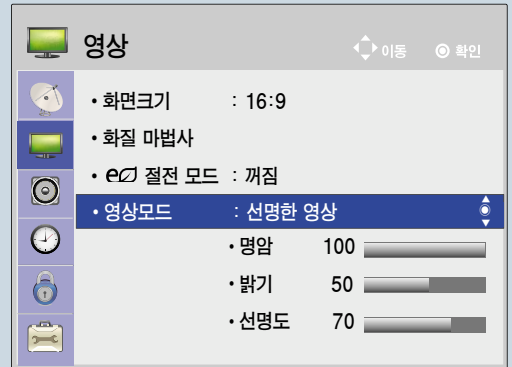 영상 이동 확인
• 화면크기 : 16:9
• 화질 마법사
• e 절전 모드 : 꺼짐
• 영상모드 : 선명한 영상
• 명암 100
• 밝기 50
• 선명도 70